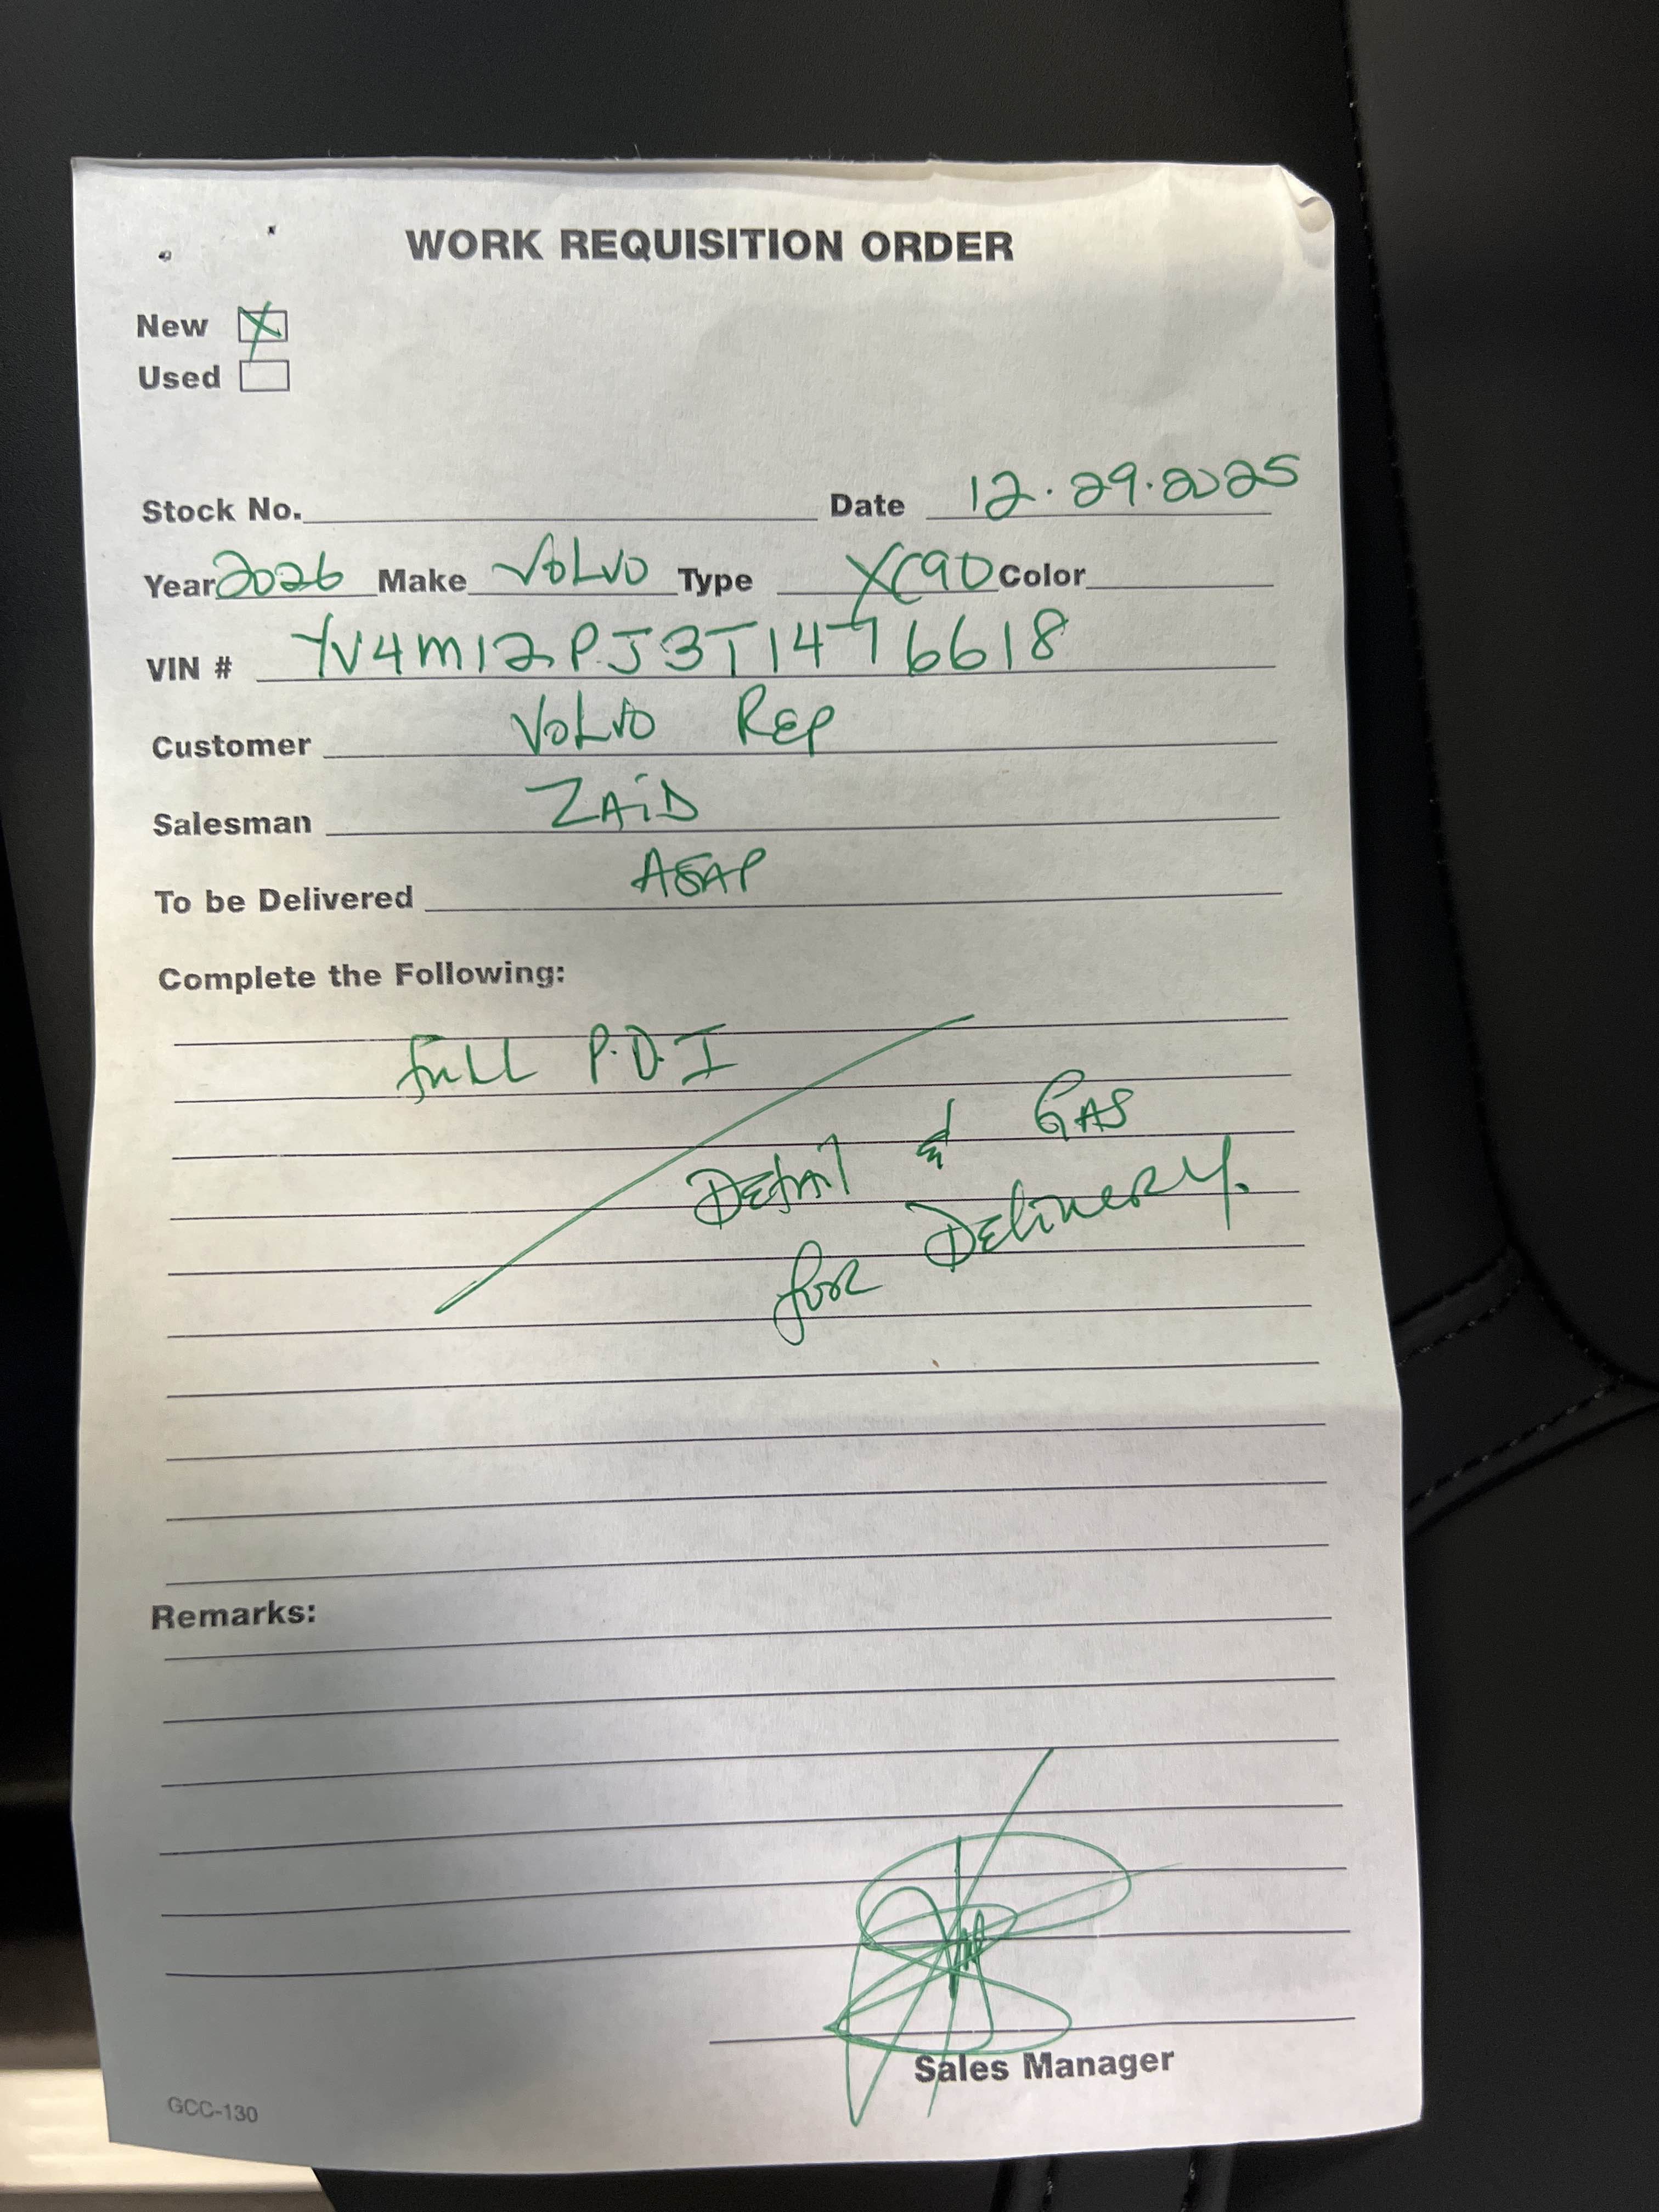 WORK REQUISITION ORDER
New X
Used
Stock No. Date 12.29.2025
Year 2026 Make VOLVO Type XC90 Color
VIN # YV4M12PJ3T1476618
Customer VOLVO REP
Salesman ZAiD
To be Delivered ASAP
Complete the Following:
full P.D.I
DETAIL & GAS
for DELIVERY.
Remarks:
Sales Manager
GCC-130